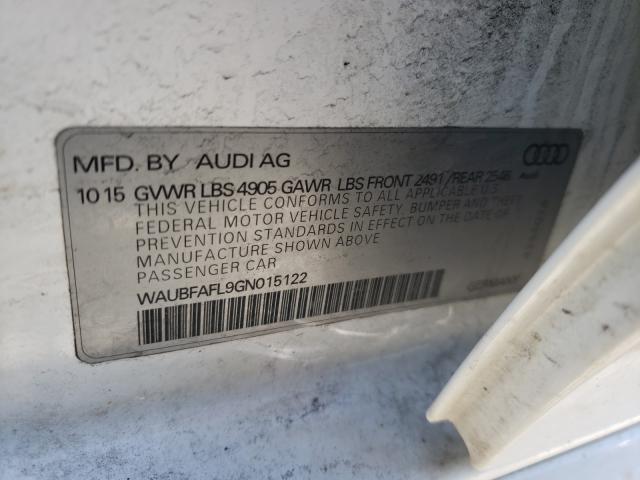 MFD. BY AUDI AG
Audi
10 15 GVWR LBS 4905 GAWR LBS FRONT 2491/REAR 2546
THIS VEHICLE CONFORMS TO ALL APPLICABLE U.S.
FEDERAL MOTOR VEHICLE SAFETY, BUMPER AND THEFT
PREVENTION STANDARDS IN EFFECT ON THE DATE OF
MANUFACTURE SHOWN ABOVE
PASSENGER CAR
WAUBFAFL9GN015122
GERMANY